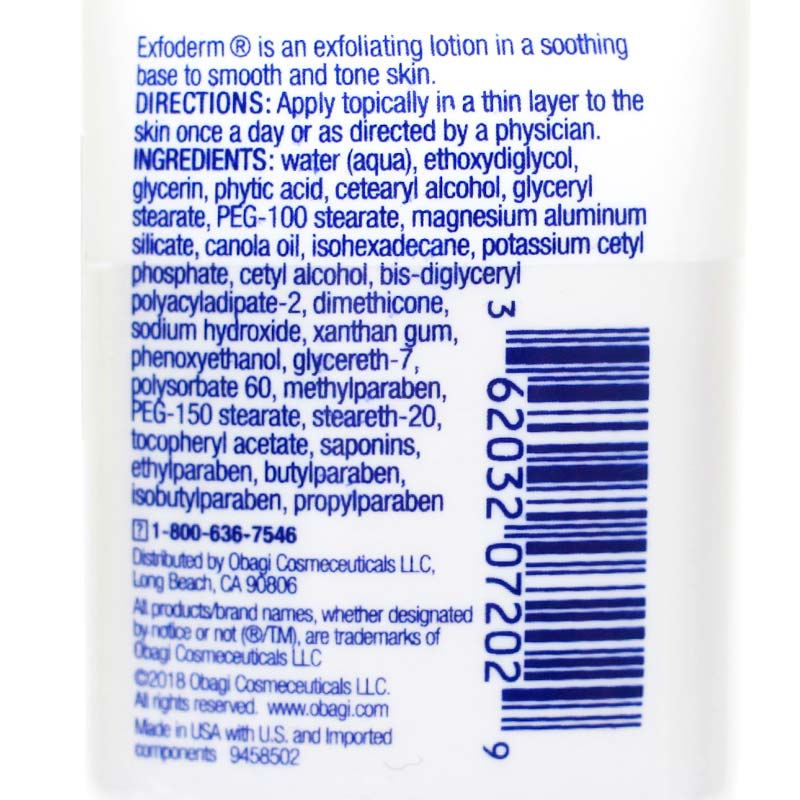 Exfoderm ® is an exfoliating lotion in a soothing
base to smooth and tone skin.
DIRECTIONS: Apply topically in a thin layer to the
skin once a day or as directed by a physician.
INGREDIENTS: water (aqua), ethoxydiglycol,
glycerin, phytic acid, cetearyl alcohol, glyceryl
stearate, PEG-100 stearate, magnesium aluminum
silicate, canola oil, isohexadecane, potassium cetyl
phosphate, cetyl alcohol, bis-diglyceryl
polyacyladipate-2, dimethicone,
sodium hydroxide, xanthan gum,
phenoxyethanol, glycereth-7,
polysorbate 60, methylparaben,
PEG-150 stearate, steareth-20,
tocopheryl acetate, saponins,
ethylparaben, butylparaben,
isobutylparaben, propylparaben
? 1-800-636-7546
Distributed by Obagi Cosmeceuticals LLC,
Long Beach, CA 90806
All products/brand names, whether designated
by notice or not (®/TM), are trademarks of
Obagi Cosmeceuticals LLC
©2018 Obagi Cosmeceuticals LLC.
All rights reserved. www.obagi.com
Made in USA with U.S. and Imported
components 9458502
3 62032 07202 9